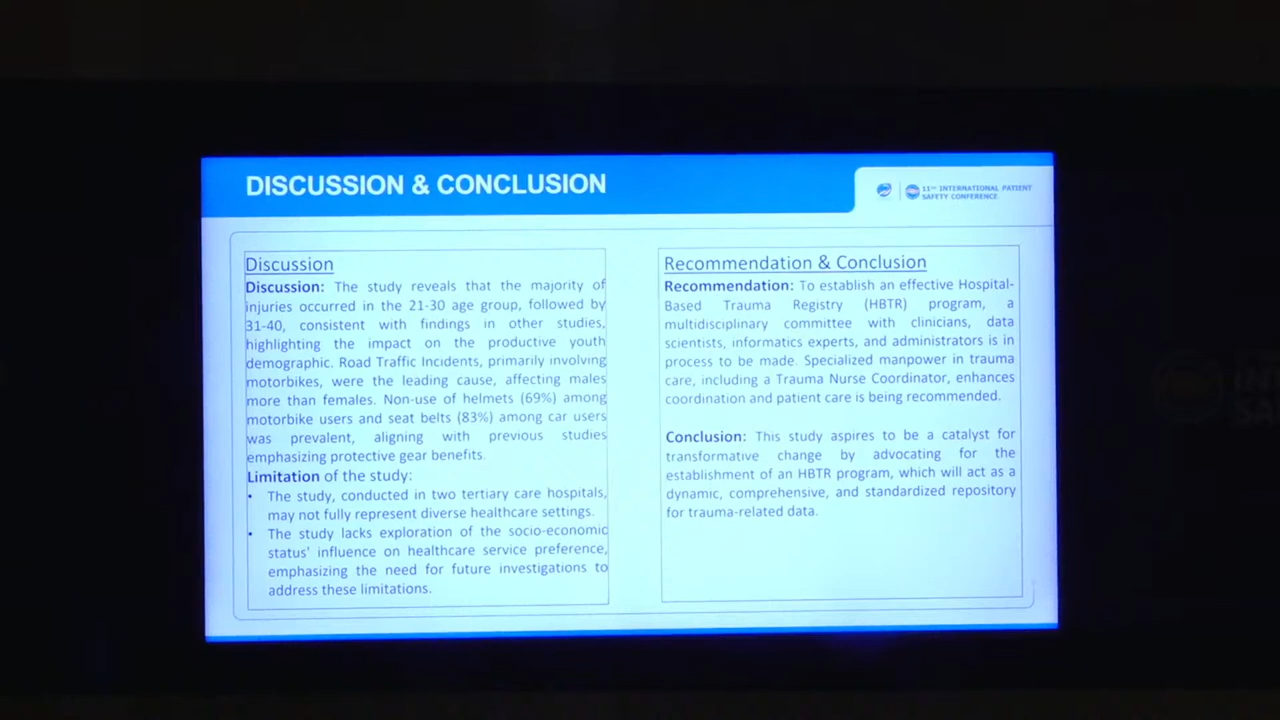 DISCUSSION & CONCLUSION
11TH INTERNATIONAL PATIENT
SAFETY CONFERENCE
Discussion
Discussion: The study reveals that the majority of
injuries occurred in the 21-30 age group, followed by
31-40, consistent with findings in other studies,
highlighting the impact on the productive youth
demographic. Road Traffic Incidents, primarily involving
motorbikes, were the leading cause, affecting males
more than females. Non-use of helmets (69%) among
motorbike users and seat belts (83%) among car users
was prevalent, aligning with previous studies
emphasizing protective gear benefits.
Limitation of the study:
• The study, conducted in two tertiary care hospitals,
may not fully represent diverse healthcare settings.
• The study lacks exploration of the socio-economic
status' influence on healthcare service preference,
emphasizing the need for future investigations to
address these limitations.
Recommendation & Conclusion
Recommendation: To establish an effective Hospital-
Based Trauma Registry (HBTR) program, a
multidisciplinary committee with clinicians, data
scientists, informatics experts, and administrators is in
process to be made. Specialized manpower in trauma
care, including a Trauma Nurse Coordinator, enhances
coordination and patient care is being recommended.
Conclusion: This study aspires to be a catalyst for
transformative change by advocating for the
establishment of an HBTR program, which will act as a
dynamic, comprehensive, and standardized repository
for trauma-related data.